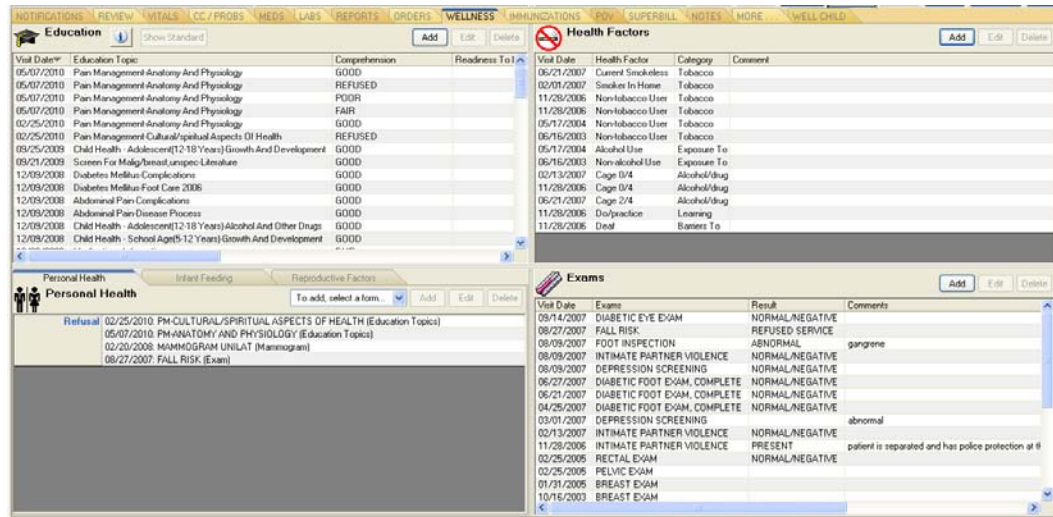 NOTIFICATIONS REVIEW VITALS CC / PROBS MEDS LABS REPORTS ORDERS WELLNESS IMMUNIZATIONS POV SUPERBILL NOTES MORE ... WELL CHILD
Education Show Standard Add Edit Delete
Visit Date Education Topic Comprehension Readness To L
05/07/2010 Pain Management-Anatomy And Physiology GOOD
05/07/2010 Pain Management-Anatomy And Physiology REFUSED
05/07/2010 Pain Management-Anatomy And Physiology POOR
05/07/2010 Pain Management-Anatomy And Physiology FAIR
02/25/2010 Pain Management-Anatomy And Physiology GOOD
02/25/2010 Pain Management-Cultural/spiritual Aspects Of Health REFUSED
09/25/2009 Child Health - Adolescent(12-18 Years)-Growth And Development GOOD
09/21/2009 Screen For Malig/breast,unspec-Literature GOOD
12/09/2008 Diabetes Mellitus-Complications GOOD
12/09/2008 Diabetes Mellitus-Foot Care 2006 GOOD
12/09/2008 Abdominal Pain-Complications GOOD
12/09/2008 Abdominal Pain-Disease Process GOOD
12/09/2008 Child Health - Adolescent(12-18 Years)-Alcohol And Other Drugs GOOD
12/09/2008 Child Health - School Age(5-12 Years)-Growth And Development GOOD
Health Factors Add Edit Delete
Visit Date Health Factor Category Comment
06/21/2007 Current Smokeless Tobacco
02/01/2007 Smoker In Home Tobacco
11/28/2006 Non-tobacco User Tobacco
11/28/2006 Non-tobacco User Tobacco
05/17/2004 Non-tobacco User Tobacco
06/16/2003 Non-tobacco User Tobacco
05/17/2004 Alcohol Use Exposure To
06/16/2003 Non-alcohol Use Exposure To
02/13/2007 Cage 0/4 Alcohol/drug
11/28/2006 Cage 0/4 Alcohol/drug
06/21/2007 Cage 2/4 Alcohol/drug
11/28/2006 Do/practice Learning
11/28/2006 Deaf Barriers To
Personal Health Infant Feeding Reproductive Factors
Personal Health To add, select a form... Add Edit Delete
Refusal 02/25/2010: PM-CULTURAL/SPIRITUAL ASPECTS OF HEALTH (Education Topics)
05/07/2010: PM-ANATOMY AND PHYSIOLOGY (Education Topics)
02/20/2008: MAMMOGRAM UNILAT (Mammogram)
08/27/2007: FALL RISK (Exam)
Exams Add Edit Delete
Visit Date Exams Result Comments
09/14/2007 DIABETIC EYE EXAM NORMAL/NEGATIVE
08/27/2007 FALL RISK REFUSED SERVICE
08/09/2007 FOOT INSPECTION ABNORMAL gangrene
08/09/2007 INTIMATE PARTNER VIOLENCE NORMAL/NEGATIVE
08/09/2007 DEPRESSION SCREENING NORMAL/NEGATIVE
06/27/2007 DIABETIC FOOT EXAM, COMPLETE NORMAL/NEGATIVE
06/21/2007 DIABETIC FOOT EXAM, COMPLETE NORMAL/NEGATIVE
04/25/2007 DIABETIC FOOT EXAM, COMPLETE NORMAL/NEGATIVE
03/01/2007 DEPRESSION SCREENING abnormal
02/13/2007 INTIMATE PARTNER VIOLENCE NORMAL/NEGATIVE
11/28/2006 INTIMATE PARTNER VIOLENCE PRESENT patient is separated and has police protection at th
02/25/2005 RECTAL EXAM NORMAL/NEGATIVE
02/25/2005 PELVIC EXAM
01/31/2005 BREAST EXAM
10/16/2003 BREAST EXAM